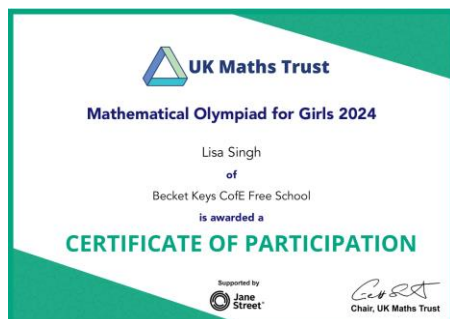 UK Maths Trust
Mathematical Olympiad for Girls 2024
Lisa Singh
of
Becket Keys CofE Free School
is awarded a
CERTIFICATE OF PARTICIPATION
Supported by
Jane
Street
Chair, UK Maths Trust